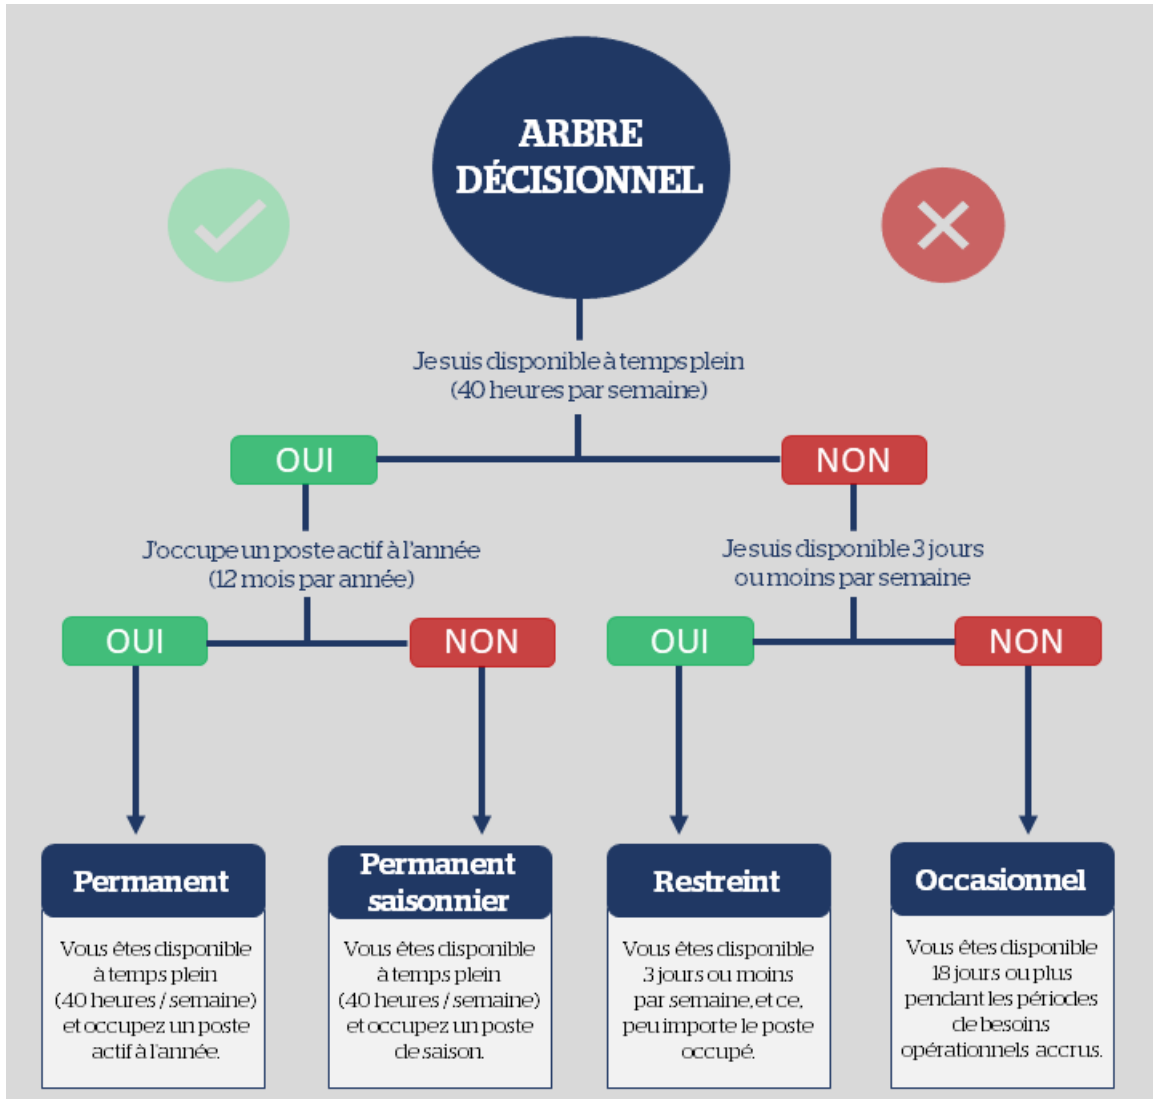 ARBRE
DÉCISIONNEL
Je suis disponible à temps plein
(40 heures par semaine)
OUI
NON
J'occupe un poste actif à l'année
(12 mois par année)
Je suis disponible 3 jours
ou moins par semaine
OUI
NON
OUI
NON
Permanent
Vous êtes disponible
à temps plein
(40 heures / semaine)
et occupez un poste
actif à l'année.
Permanent
saisonnier
Vous êtes disponible
à temps plein
(40 heures / semaine)
et occupez un poste
de saison.
Restreint
Vous êtes disponible
3 jours ou moins
par semaine, et ce,
peu importe le poste
occupé.
Occasionnel
Vous êtes disponible
18 jours ou plus
pendant les périodes
de besoins
opérationnels accrus.